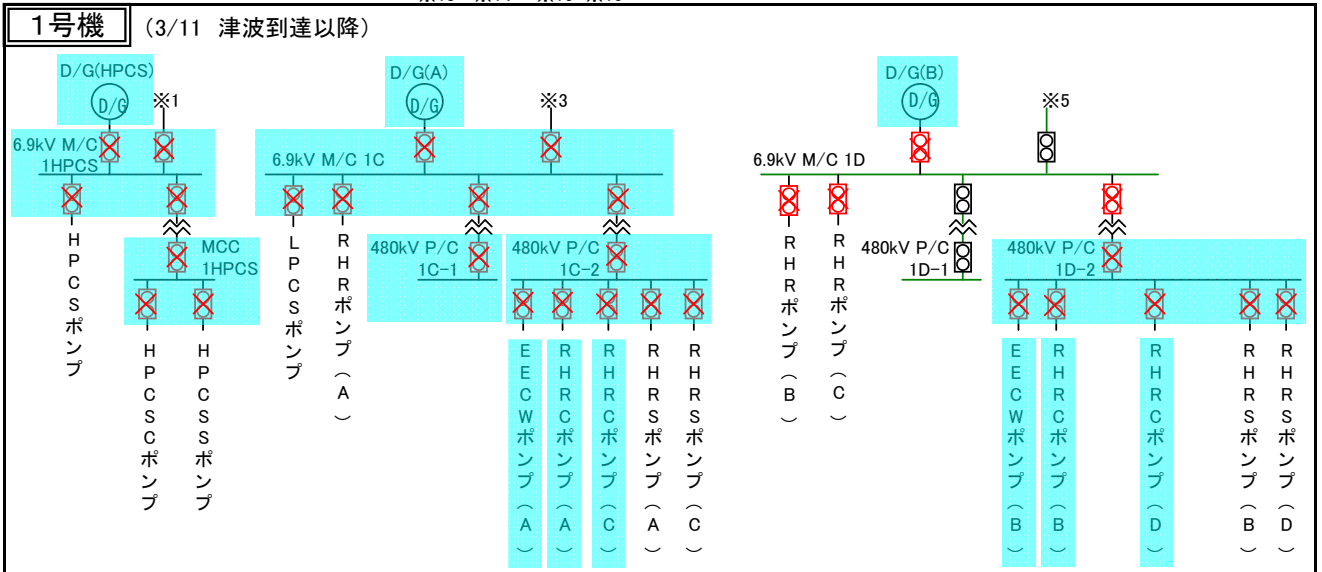 1号機
(3/11 津波到達以降)
D/G(HPCS)
D/G
※1
6.9kV M/C
1HPCS
MCC
1HPCS
HPCSポンプ
HPCSCポンプ
HPCSSポンプ
D/G(A)
D/G
※3
6.9kV M/C 1C
480kV P/C
1C-1
480kV P/C
1C-2
LPCSポンプ
RHRポンプ(A)
EECWポンプ(A)
RHRCポンプ(A)
RHRCポンプ(C)
RHRSポンプ(A)
RHRSポンプ(C)
D/G(B)
D/G
※5
6.9kV M/C 1D
480kV P/C
1D-1
480kV P/C
1D-2
RHRポンプ(B)
RHRポンプ(C)
EECWポンプ(B)
RHRCポンプ(B)
RHRCポンプ(D)
RHRSポンプ(B)
RHRSポンプ(D)